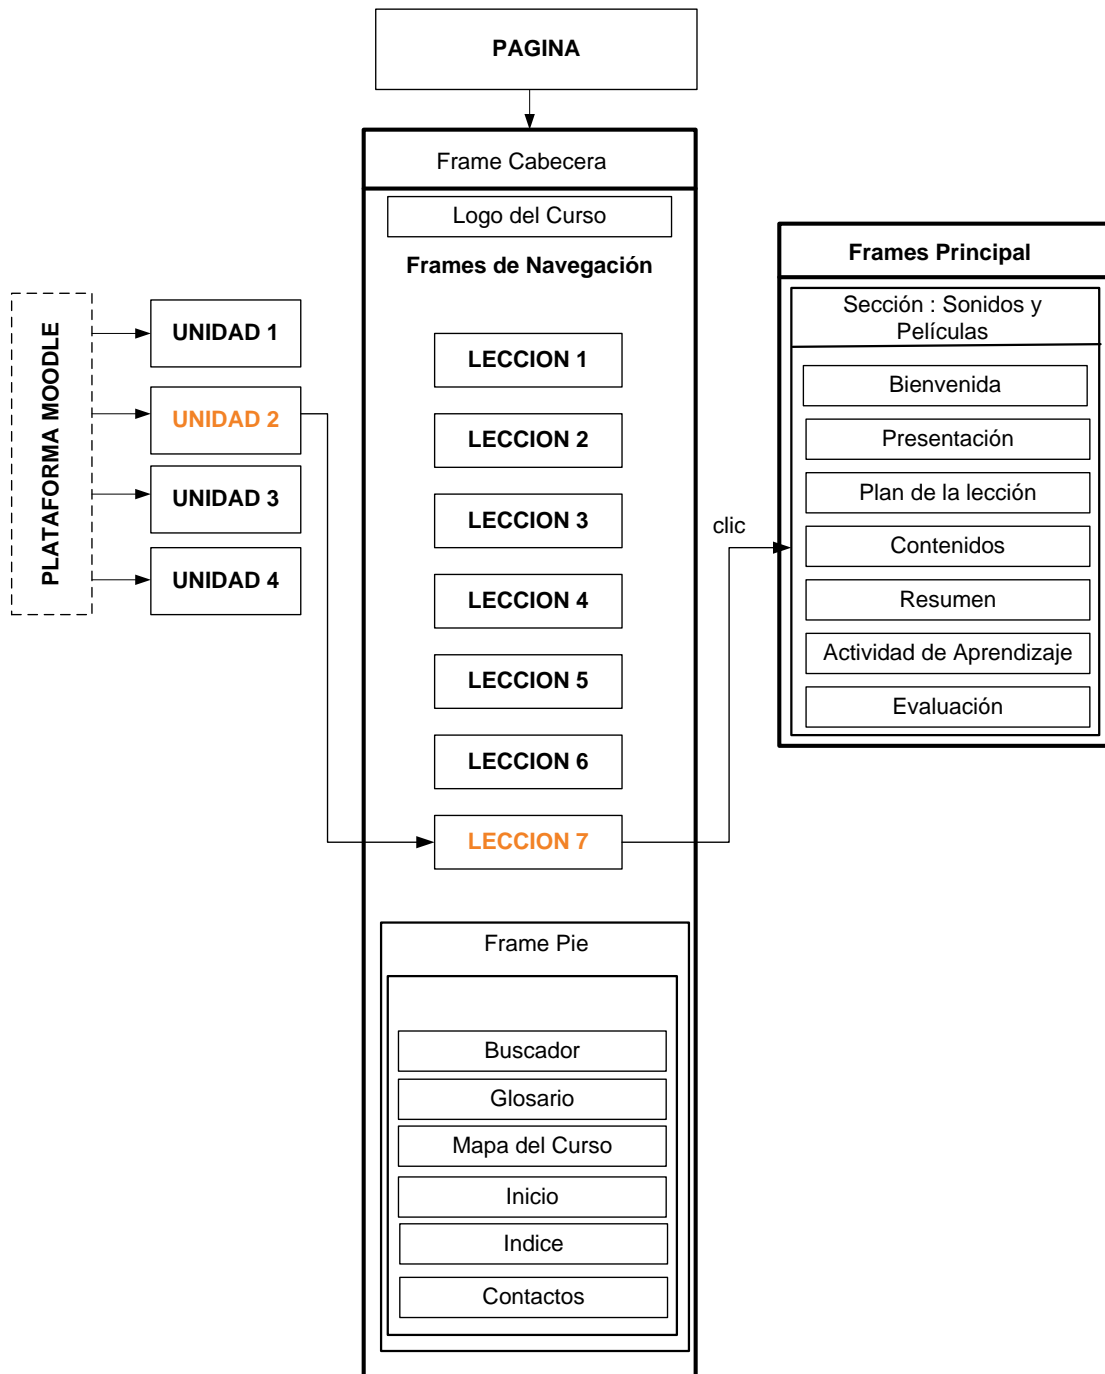 PAGINA
Frame Cabecera
Logo del Curso
Frames de Navegación
PLATAFORMA MOODLE
UNIDAD 1
UNIDAD 2
UNIDAD 3
UNIDAD 4
LECCION 1
LECCION 2
LECCION 3
LECCION 4
LECCION 5
LECCION 6
LECCION 7
clic
Frames Principal
Sección : Sonidos y
Películas
Bienvenida
Presentación
Plan de la lección
Contenidos
Resumen
Actividad de Aprendizaje
Evaluación
Frame Pie
Buscador
Glosario
Mapa del Curso
Inicio
Indice
Contactos